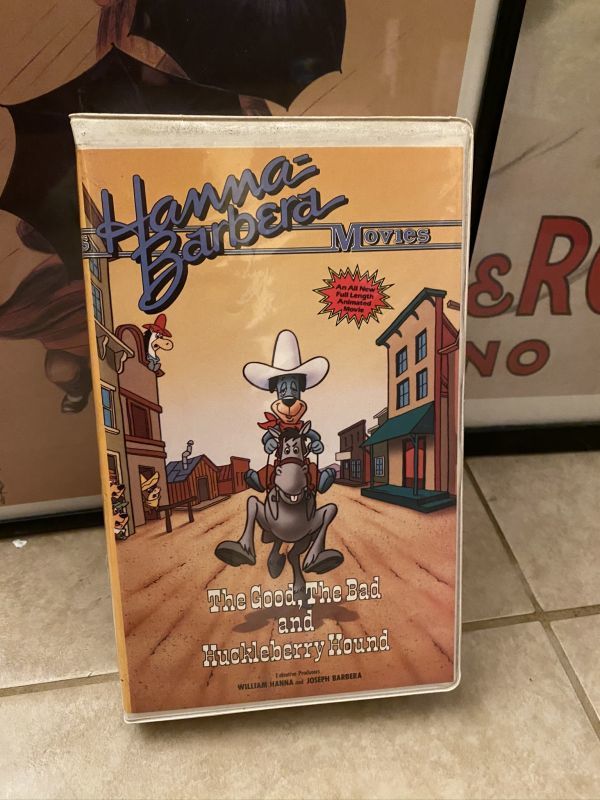 Hanna-
Barbera
Movies
An All New
Full Length
Animated
Movie
The Good, The Bad
and
Huckleberry Hound
Executive Producers
WILLIAM HANNA and JOSEPH BARBERA
&
NO